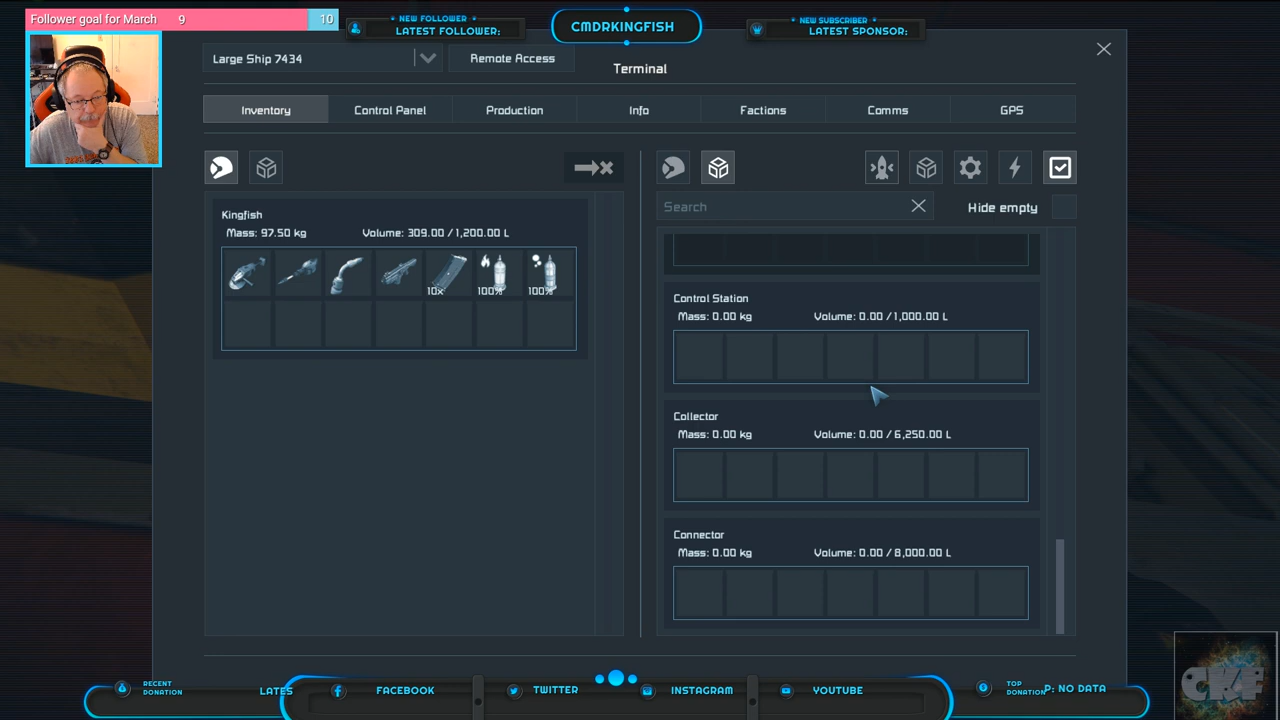 Follower goal for March 9 10
NEW FOLLOWER
LATEST FOLLOWER:
CMDRKINGFISH
NEW SUBSCRIBER
LATEST SPONSOR:
Large Ship 7434
Remote Access
Terminal
Inventory
Control Panel
Production
Info
Factions
Comms
GPS
Search
Hide empty
Kingfish
Mass: 97.50 kg Volume: 309.00 / 1,200.00 L
10x
100%
100%
Control Station
Mass: 0.00 kg Volume: 0.00 / 1,000.00 L
Collector
Mass: 0.00 kg Volume: 0.00 / 6,250.00 L
Connector
Mass: 0.00 kg Volume: 0.00 / 8,000.00 L
RECENT
DONATION
LATES
FACEBOOK
TWITTER
INSTAGRAM
YOUTUBE
TOP
DONATION
P: NO DATA
CKF